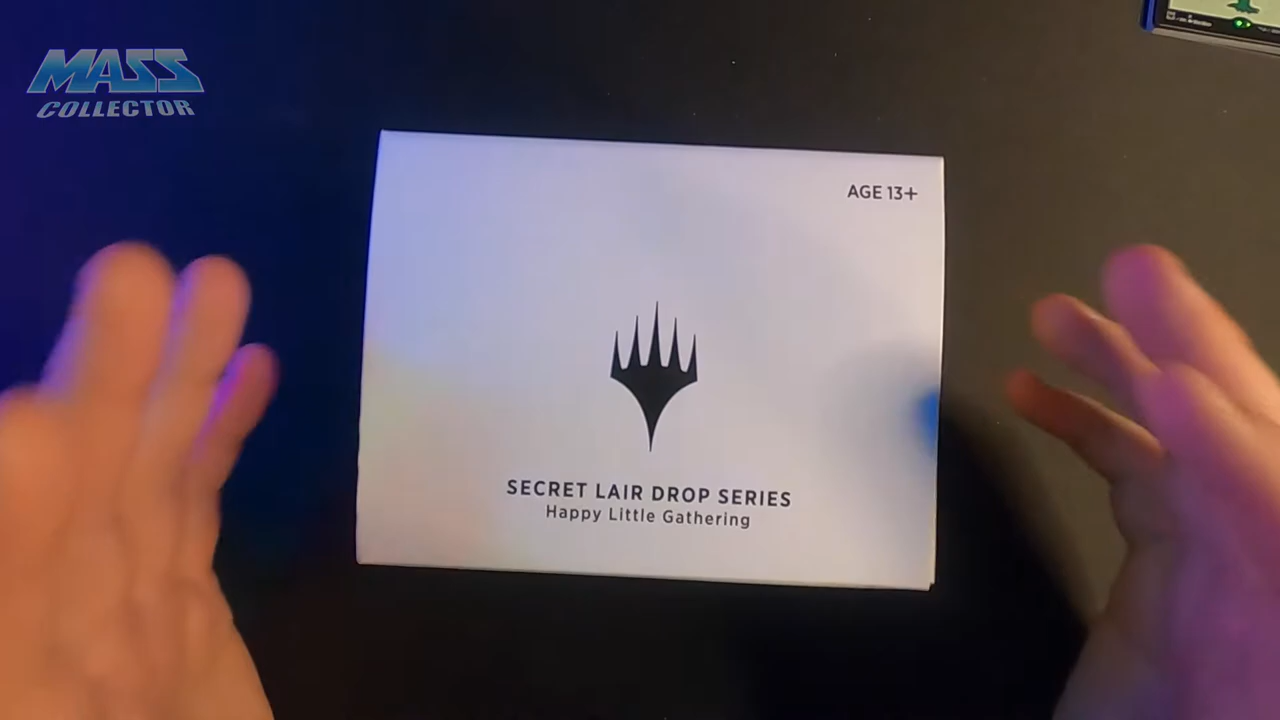 MASS
COLLECTOR
AGE 13+
SECRET LAIR DROP SERIES
Happy Little Gathering